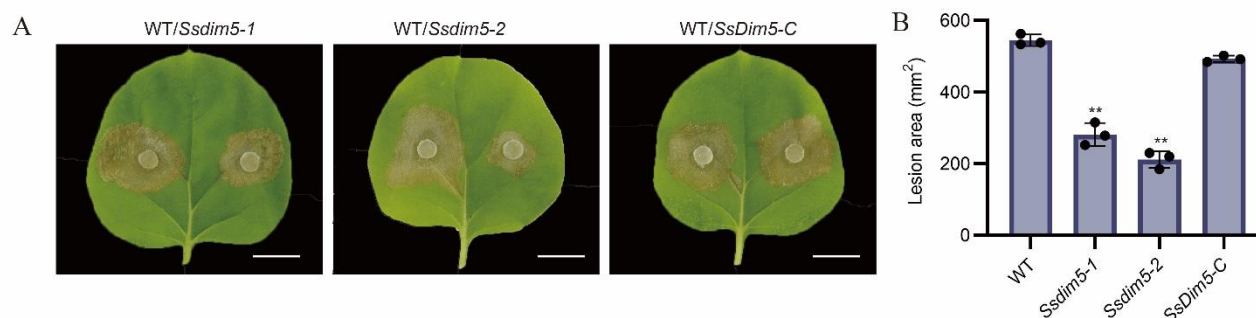 A
WT/Ssdim5-1
WT/Ssdim5-2
WT/SsDim5-C
B
Lesion area (mm²)
600
400
200
0
**
**
WT
Ssdim5-1
Ssdim5-2
SsDim5-C